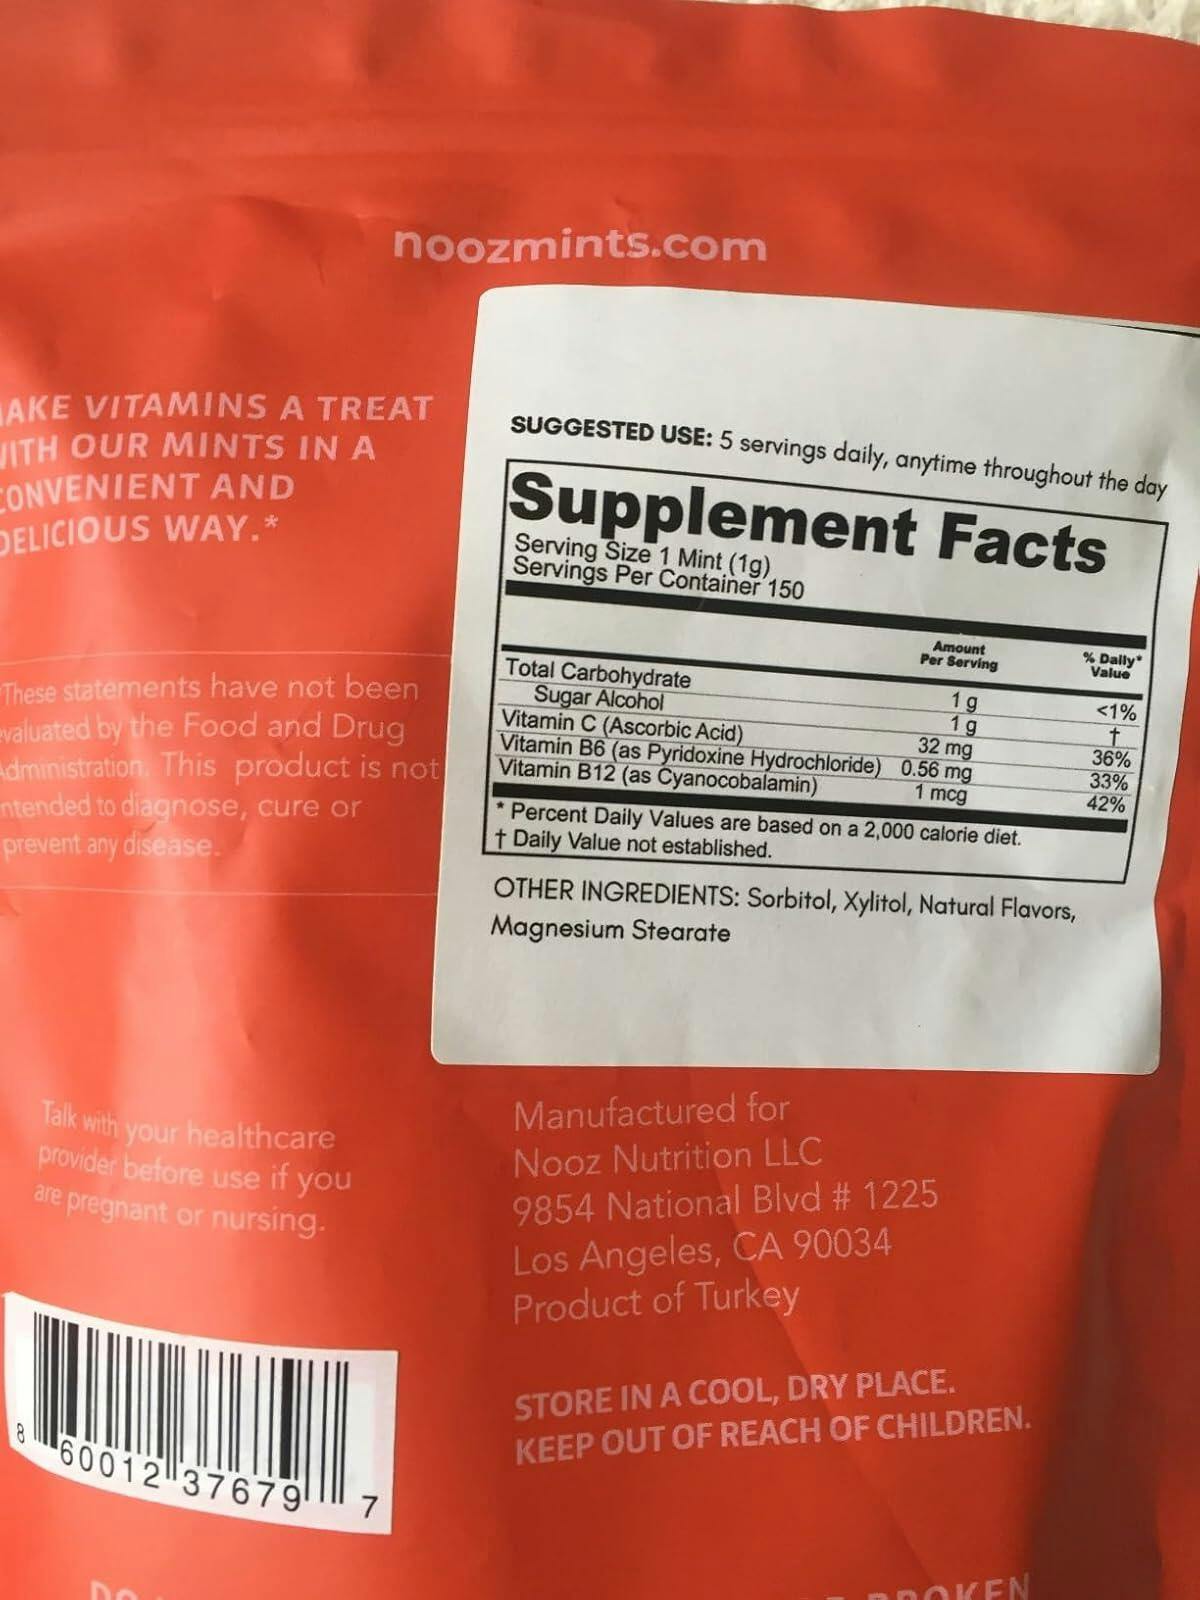 noozmints.com
VITAMINS A TREAT
OUR MINTS IN A
CONVENIENT AND
DELICIOUS WAY.*
These statements have not been
evaluated by the Food and Drug
Administration. This product is not
intended to diagnose, cure or
prevent any disease.
Talk with your healthcare
provider before use if you
are pregnant or nursing.
8 60012 37679 7
SUGGESTED USE: 5 servings daily, anytime throughout the day
Supplement Facts
Serving Size 1 Mint (1g)
Servings Per Container 150
Amount Per Serving % Daily* Value
Total Carbohydrate 1 g <1%
Sugar Alcohol 1 g †
Vitamin C (Ascorbic Acid) 32 mg 36%
Vitamin B6 (as Pyridoxine Hydrochloride) 0.56 mg 33%
Vitamin B12 (as Cyanocobalamin) 1 mcg 42%
* Percent Daily Values are based on a 2,000 calorie diet.
† Daily Value not established.
OTHER INGREDIENTS: Sorbitol, Xylitol, Natural Flavors,
Magnesium Stearate
Manufactured for
Nooz Nutrition LLC
9854 National Blvd # 1225
Los Angeles, CA 90034
Product of Turkey
STORE IN A COOL, DRY PLACE.
KEEP OUT OF REACH OF CHILDREN.